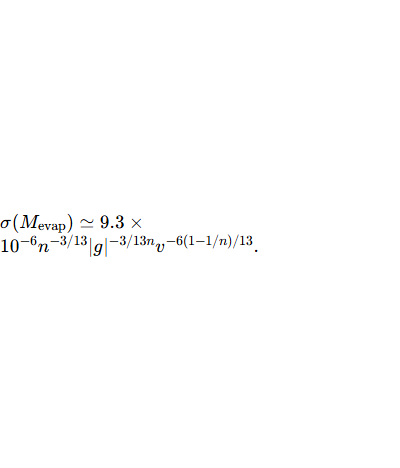 σ(M_evap) ≃ 9.3 ×
10^{−6}n^{−3/13}|g|^{−3/13n}v^{−6(1−1/n)/13}.